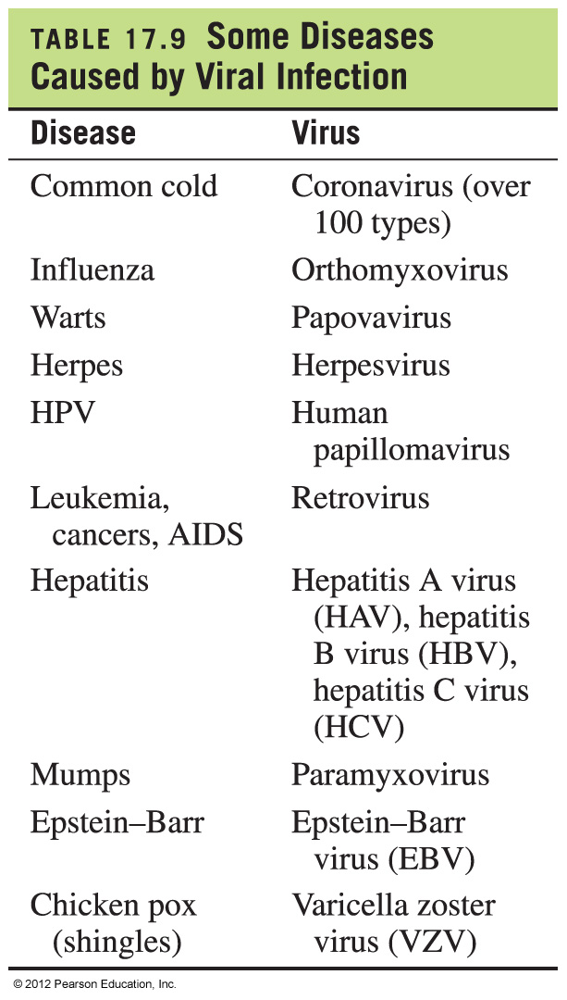 TABLE 17.9 Some Diseases
Caused by Viral Infection
Disease Virus
Common cold Coronavirus (over
100 types)
Influenza Orthomyxovirus
Warts Papovavirus
Herpes Herpesvirus
HPV Human
papillomavirus
Leukemia, Retrovirus
cancers, AIDS
Hepatitis Hepatitis A virus
(HAV), hepatitis
B virus (HBV),
hepatitis C virus
(HCV)
Mumps Paramyxovirus
Epstein–Barr Epstein–Barr
virus (EBV)
Chicken pox Varicella zoster
(shingles) virus (VZV)
© 2012 Pearson Education, Inc.